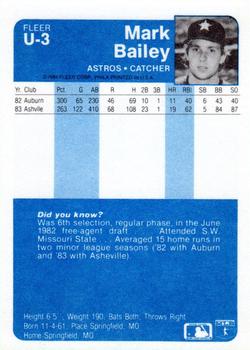 FLEER
U-3
Mark
Bailey
ASTROS • CATCHER
© 1984 FLEER CORP., PHILA PRINTED IN U.S.A.
Yr. Club Pct G AB R H 2B 3B HR RBI SB BB SO
82 Auburn .300 65 230 46 69 10 1 11 40 6 43 40
83 Ashville .263 122 410 68 108 23 1 19 62 5 84 87
Did you know?
Was 6th selection, regular phase, in the June
1982 free-agent draft . . . Attended S.W.
Missouri State . . . Averaged 15 home runs in
two minor league seasons ('82 with Auburn
and '83 with Asheville).
Height 6'5" Weight 190. Bats Both; Throws Right
Born 11-4-61. Place Springfield, MO
Home Springfield, MO